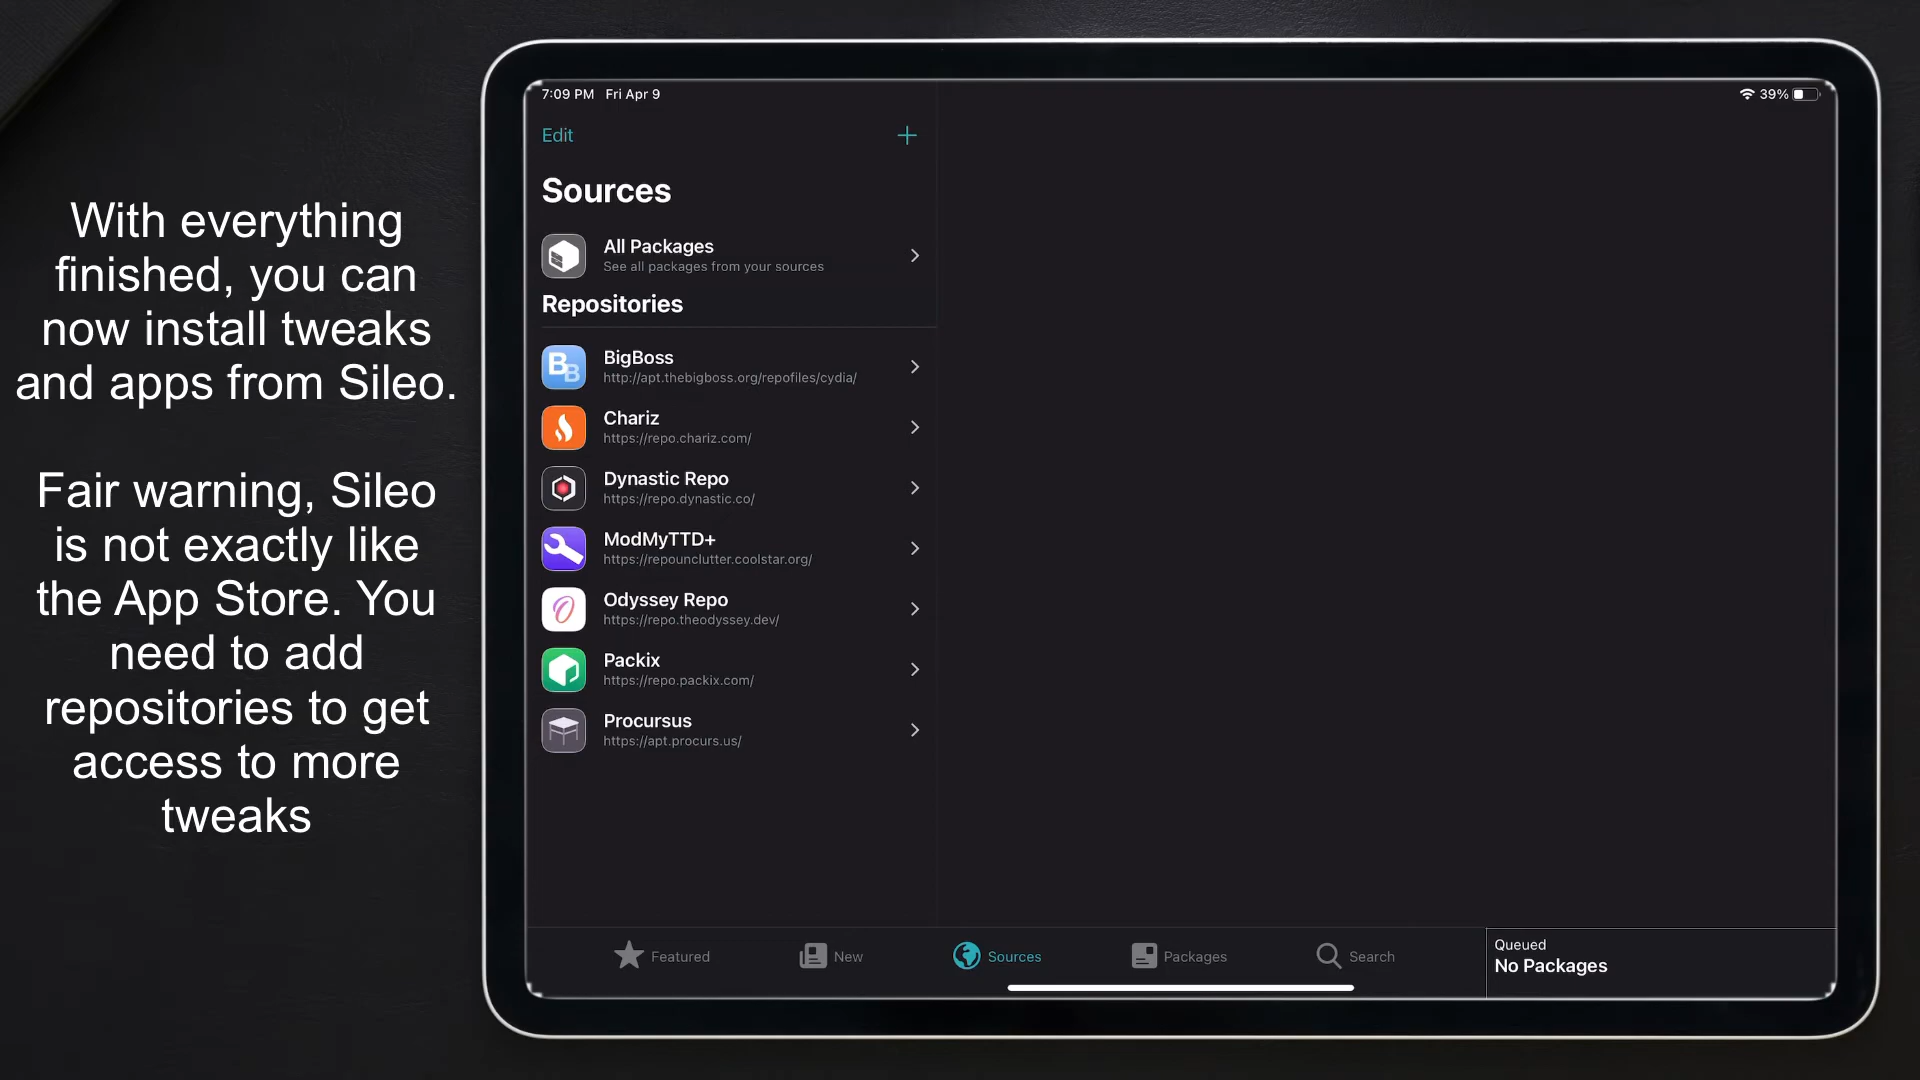 With everything
finished, you can
now install tweaks
and apps from Sileo.
Fair warning, Sileo
is not exactly like
the App Store. You
need to add
repositories to get
access to more
tweaks
7:09 PM Fri Apr 9
39%
Edit
Sources
All Packages
See all packages from your sources
Repositories
BigBoss
http://apt.thebigboss.org/repofiles/cydia/
Chariz
https://repo.chariz.com/
Dynastic Repo
https://repo.dynastic.co/
ModMyTTD+
https://repounclutter.coolstar.org/
Odyssey Repo
https://repo.theodyssey.dev/
Packix
https://repo.packix.com/
Procursus
https://apt.procurs.us/
Featured
New
Sources
Packages
Search
Queued
No Packages